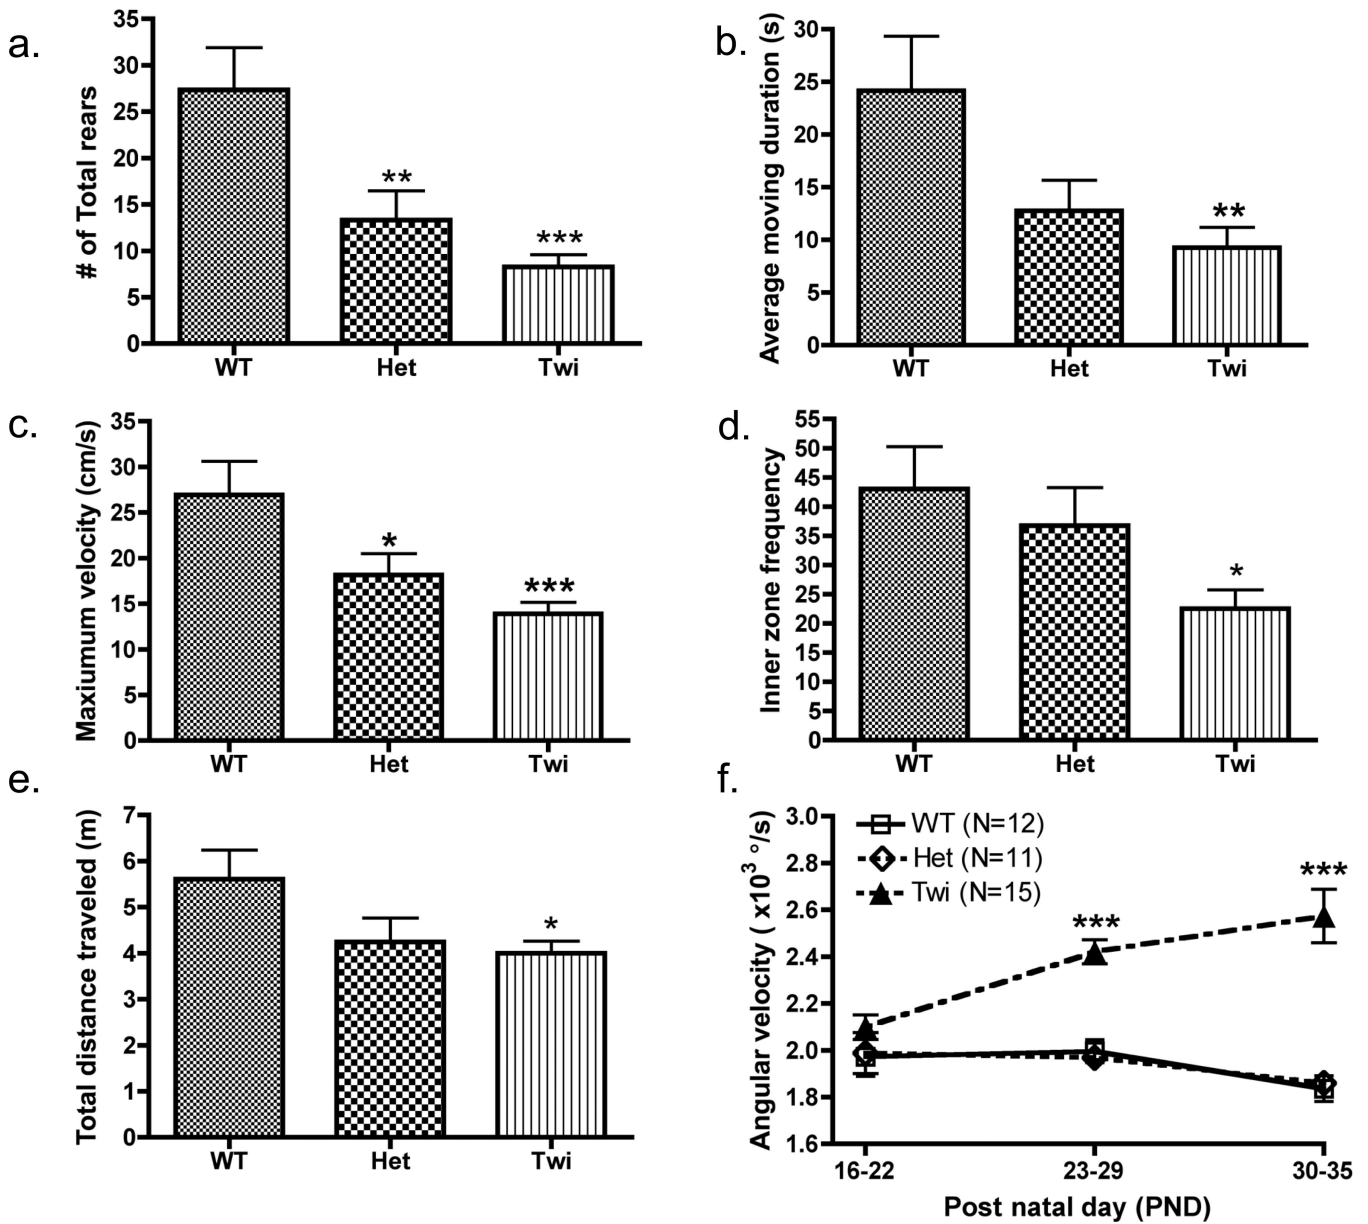 a.
# of Total rears
35
30
25
20
15
10
5
0
**
***
WT Het Twi
b.
Average moving duration (s)
30
25
20
15
10
5
0
**
WT Het Twi
c.
Maxiumum velocity (cm/s)
35
30
25
20
15
10
5
0
*
***
WT Het Twi
d.
Inner zone frequency
55
50
45
40
35
30
25
20
15
10
5
0
*
WT Het Twi
e.
Total distance traveled (m)
7
6
5
4
3
2
1
0
*
WT Het Twi
f.
Angular velocity ( x10³ °/s)
3.0
2.8
2.6
2.4
2.2
2.0
1.8
1.6
WT (N=12)
Het (N=11)
Twi (N=15)
***
***
16-22 23-29 30-35
Post natal day (PND)